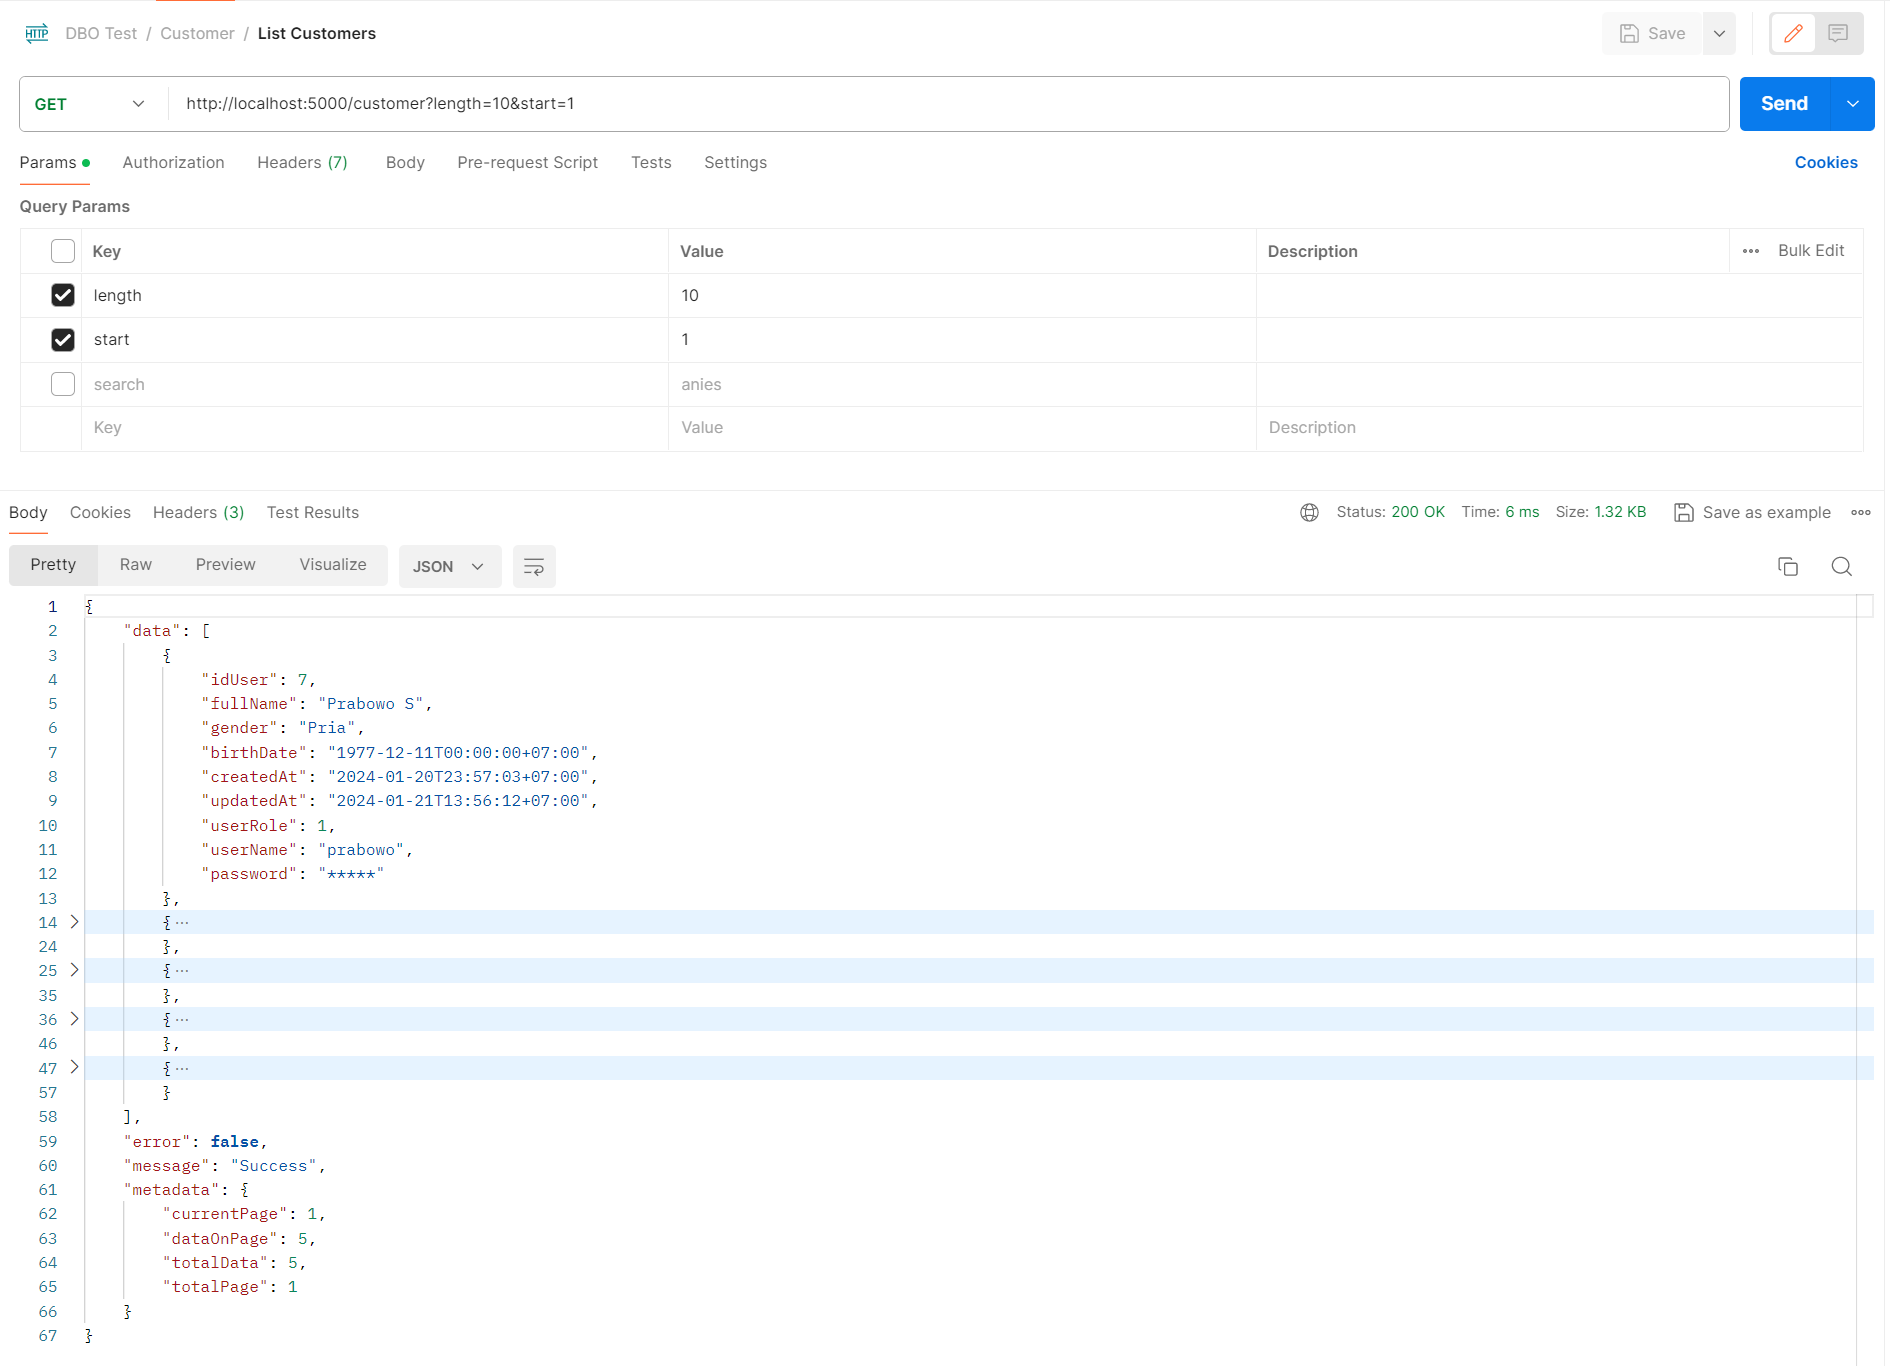 HTTP DBO Test / Customer / List Customers Save
GET http://localhost:5000/customer?length=10&start=1 Send
Params Authorization Headers (7) Body Pre-request Script Tests Settings Cookies
Query Params
Key Value Description ••• Bulk Edit
length 10
start 1
search anies
Key Value Description
Body Cookies Headers (3) Test Results Status: 200 OK Time: 6 ms Size: 1.32 KB Save as example
Pretty Raw Preview Visualize JSON
1 {
2 "data": [
3 {
4 "idUser": 7,
5 "fullName": "Prabowo S",
6 "gender": "Pria",
7 "birthDate": "1977-12-11T00:00:00+07:00",
8 "createdAt": "2024-01-20T23:57:03+07:00",
9 "updatedAt": "2024-01-21T13:56:12+07:00",
10 "userRole": 1,
11 "userName": "prabowo",
12 "password": "*****"
13 },
14 { ···
24 },
25 { ···
35 },
36 { ···
46 },
47 { ···
57 }
58 ],
59 "error": false,
60 "message": "Success",
61 "metadata": {
62 "currentPage": 1,
63 "dataOnPage": 5,
64 "totalData": 5,
65 "totalPage": 1
66 }
67 }